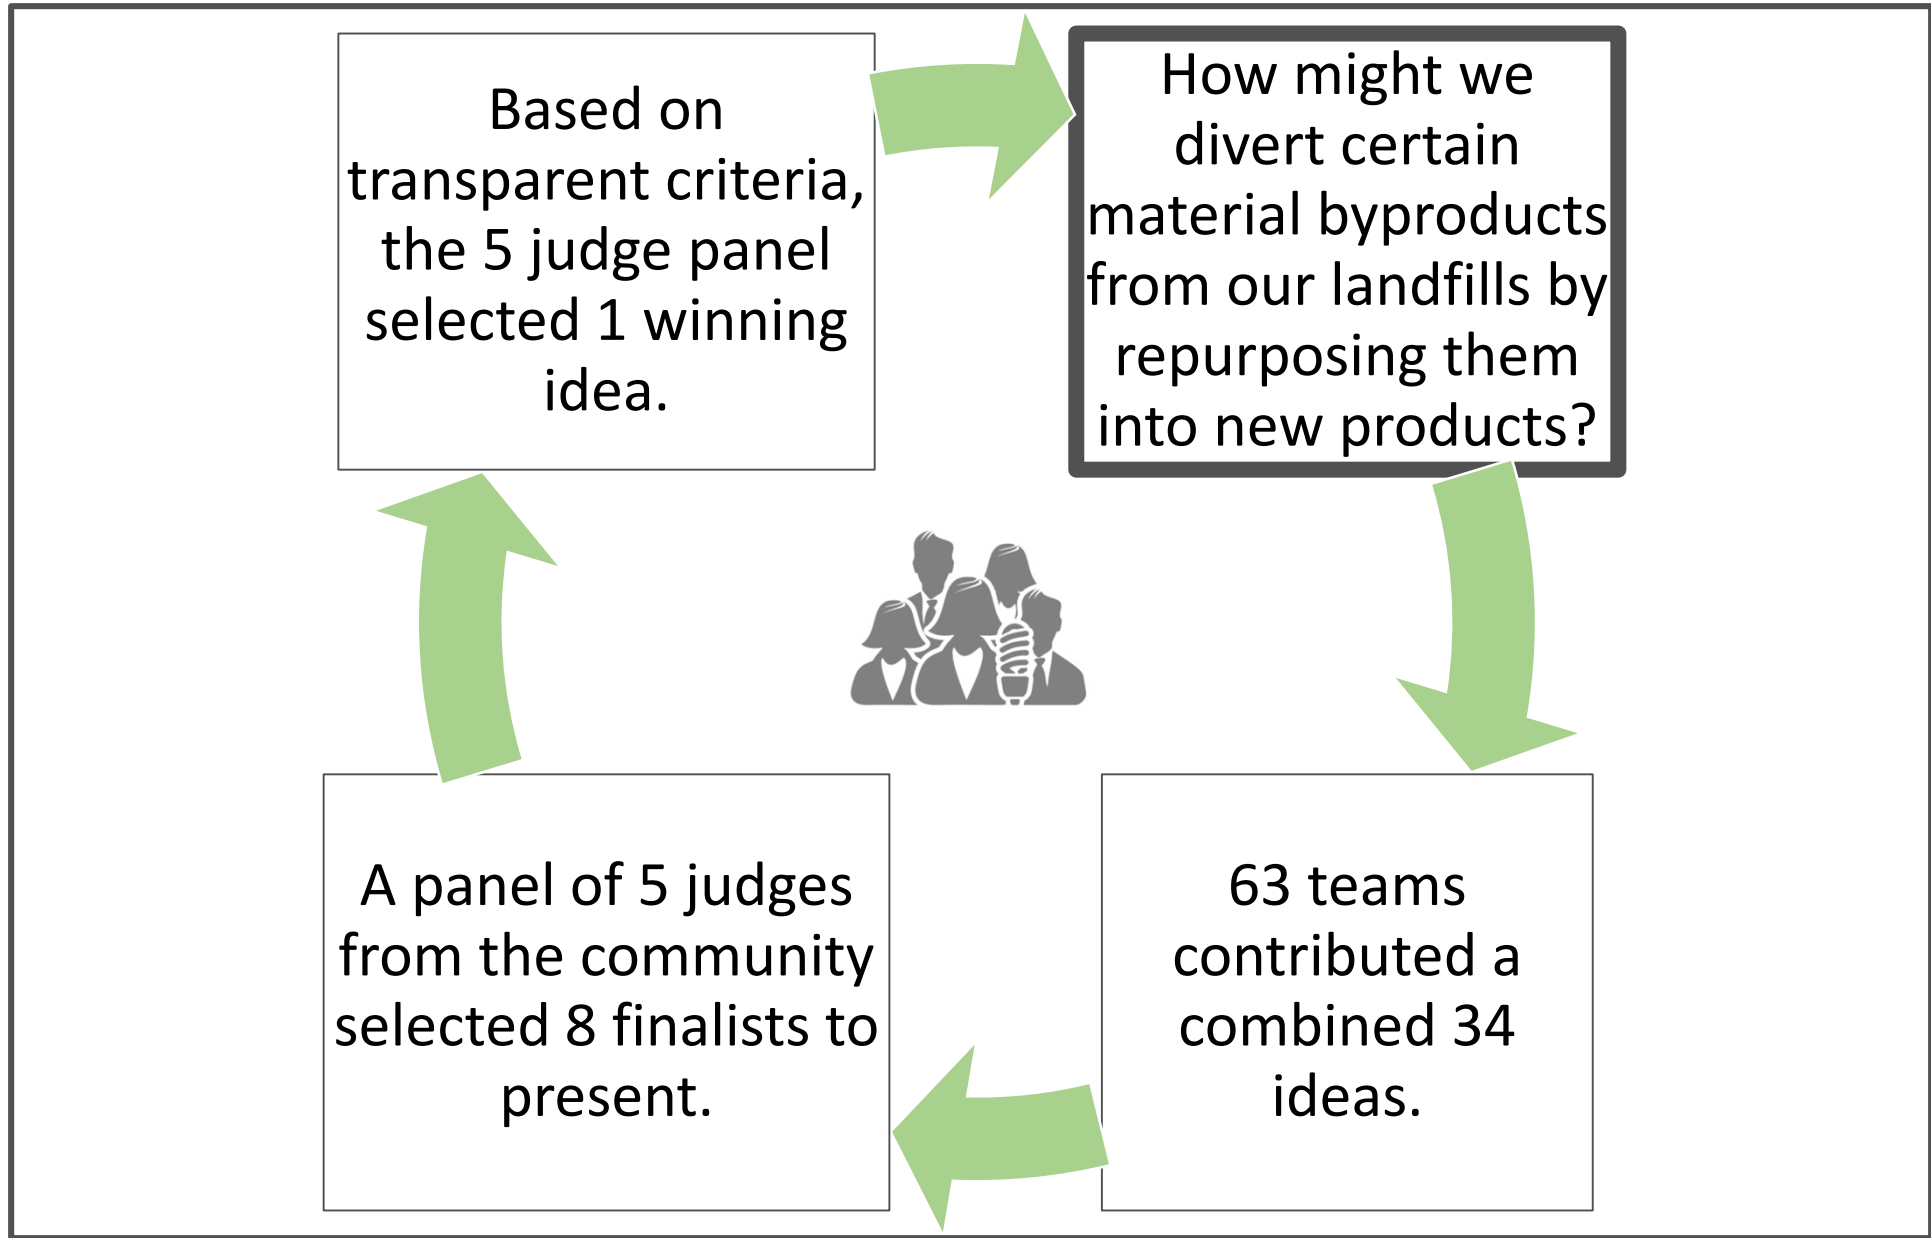 Based on
transparent criteria,
the 5 judge panel
selected 1 winning
idea.
How might we
divert certain
material byproducts
from our landfills by
repurposing them
into new products?
A panel of 5 judges
from the community
selected 8 finalists to
present.
63 teams
contributed a
combined 34
ideas.